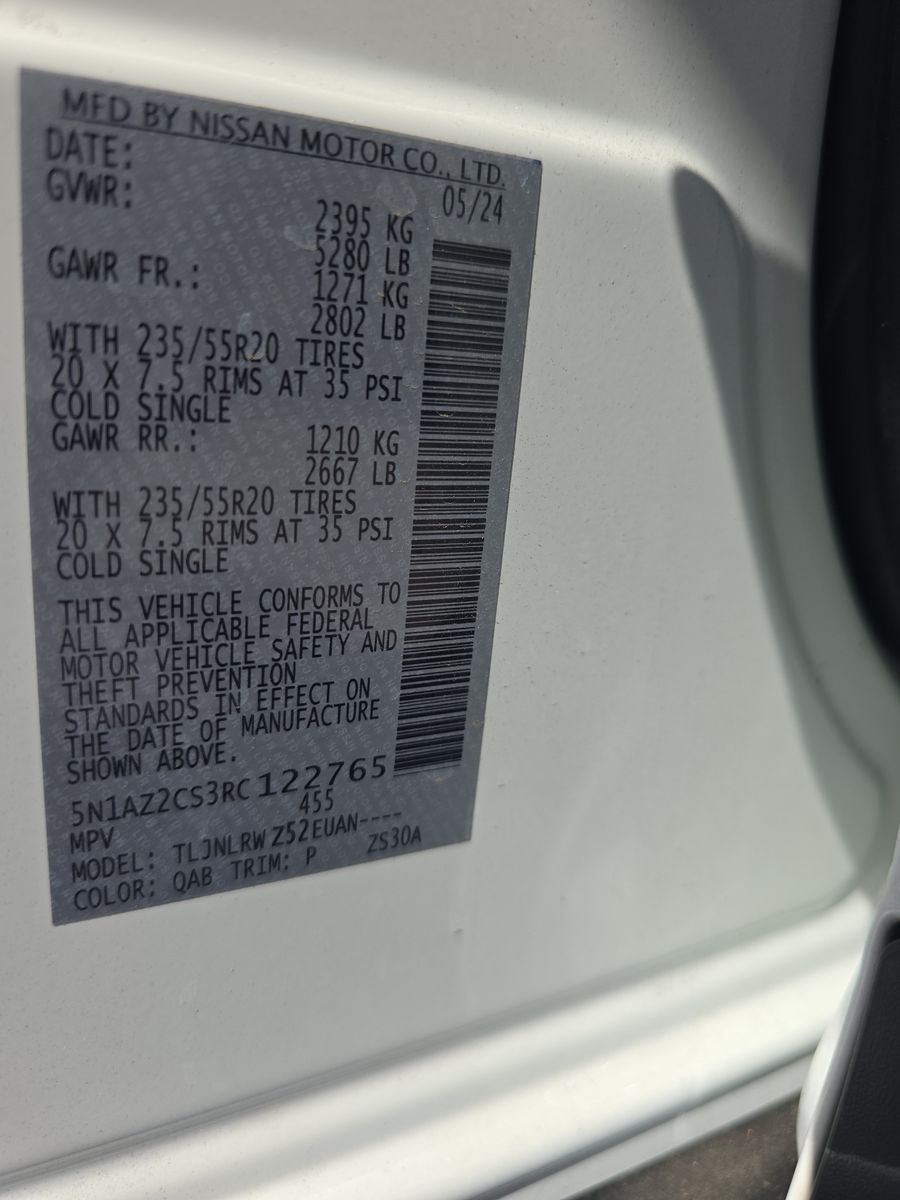 MFD BY NISSAN MOTOR CO., LTD.
DATE: 05/24
GVWR: 2395 KG
5280 LB
GAWR FR.: 1271 KG
2802 LB
WITH 235/55R20 TIRES
20 X 7.5 RIMS AT 35 PSI
COLD SINGLE
GAWR RR.: 1210 KG
2667 LB
WITH 235/55R20 TIRES
20 X 7.5 RIMS AT 35 PSI
COLD SINGLE
THIS VEHICLE CONFORMS TO
ALL APPLICABLE FEDERAL
MOTOR VEHICLE SAFETY AND
THEFT PREVENTION
STANDARDS IN EFFECT ON
THE DATE OF MANUFACTURE
SHOWN ABOVE.
5N1AZ2CS3RC122765
MPV 455
MODEL: TLJNLRWZ52EUAN----
COLOR: QAB TRIM: P ZS30A